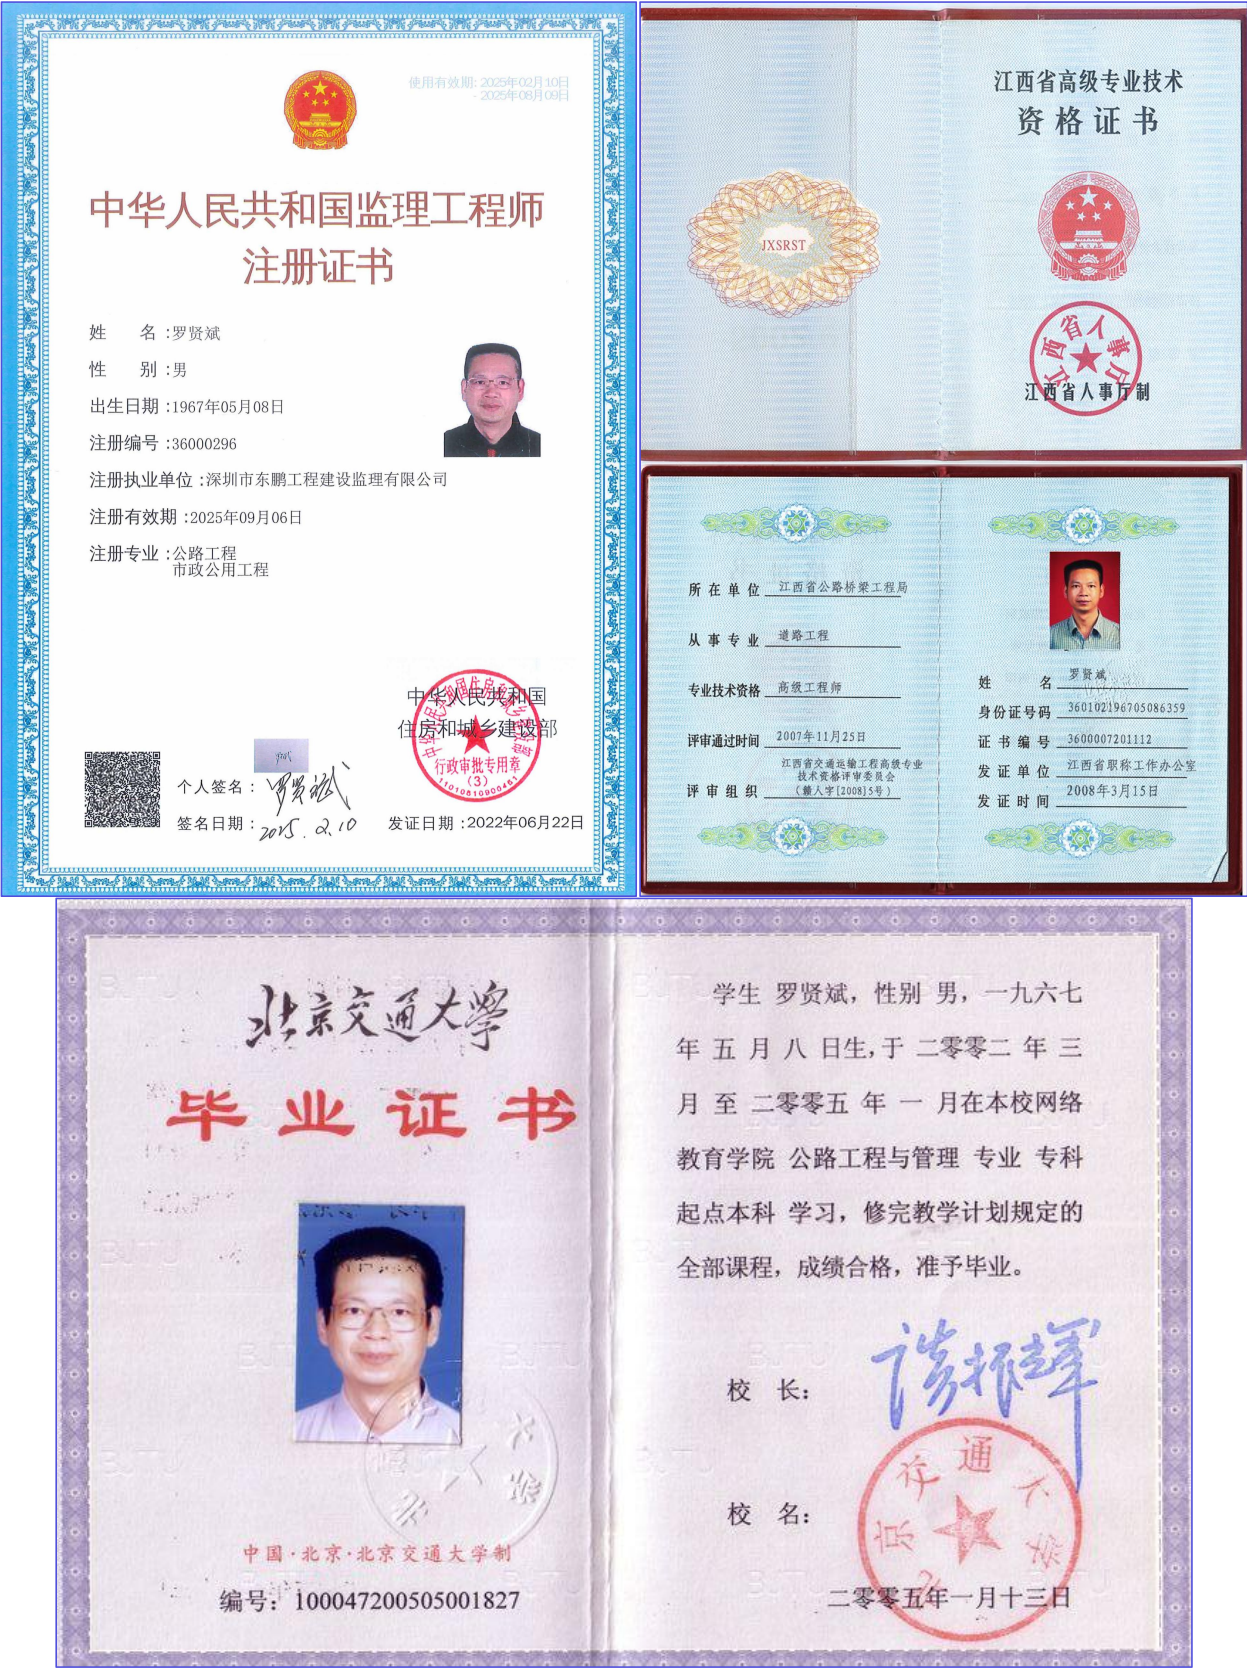 使用有效期: 2025年02月10日
- 2025年08月09日
中华人民共和国监理工程师
注册证书
姓 名 :罗贤斌
性 别 :男
出生日期 :1967年05月08日
注册编号 :36000296
注册执业单位 :深圳市东鹏工程建设监理有限公司
注册有效期 :2025年09月06日
注册专业 :公路工程
市政公用工程
中华人民共和国
住房和城乡建设部
行政审批专用章
(3)
个人签名: 罗贤斌
签名日期: 2025.2.10
发证日期 :2022年06月22日
江西省高级专业技术
资格证书
JXSRST
江西省人事厅
江西省人事厅制
所在单位 江西省公路桥梁工程局
从事专业 道路工程
专业技术资格 高级工程师
评审通过时间 2007年11月25日
评审组织 江西省交通运输工程高级专业
技术资格评审委员会
(赣人字[2008]5号)
姓 名 罗贤斌
身份证号码 360102196705086359
证书编号 3600007201112
发证单位 江西省职称工作办公室
发证时间 2008年3月15日
北京交通大学
毕业证书
中国·北京·北京交通大学制
编号: 100047200505001827
学生 罗贤斌, 性别 男, 一九六七
年 五 月 八 日生, 于 二零零二 年 三
月 至 二零零五 年 一 月在本校网络
教育学院 公路工程与管理 专业 专科
起点本科 学习, 修完教学计划规定的
全部课程, 成绩合格, 准予毕业。
校 长: 谈振辉
校 名:
北京交通大学
二零零五年一月十三日